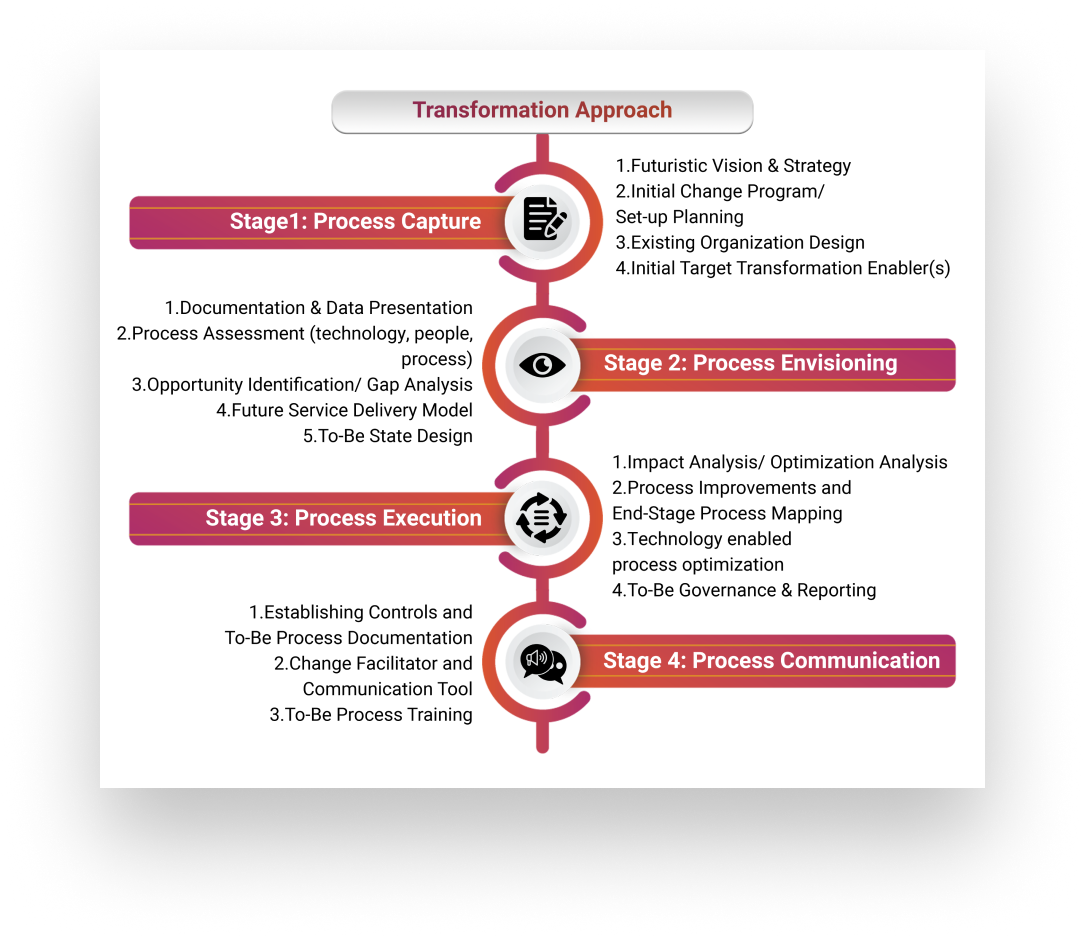 Transformation Approach
Stage1: Process Capture
1.Futuristic Vision & Strategy
2.Initial Change Program/
Set-up Planning
3.Existing Organization Design
4.Initial Target Transformation Enabler(s)
Stage 2: Process Envisioning
1.Documentation & Data Presentation
2.Process Assessment (technology, people,
process)
3.Opportunity Identification/ Gap Analysis
4.Future Service Delivery Model
5.To-Be State Design
Stage 3: Process Execution
1.Impact Analysis/ Optimization Analysis
2.Process Improvements and
End-Stage Process Mapping
3.Technology enabled
process optimization
4.To-Be Governance & Reporting
Stage 4: Process Communication
1.Establishing Controls and
To-Be Process Documentation
2.Change Facilitator and
Communication Tool
3.To-Be Process Training